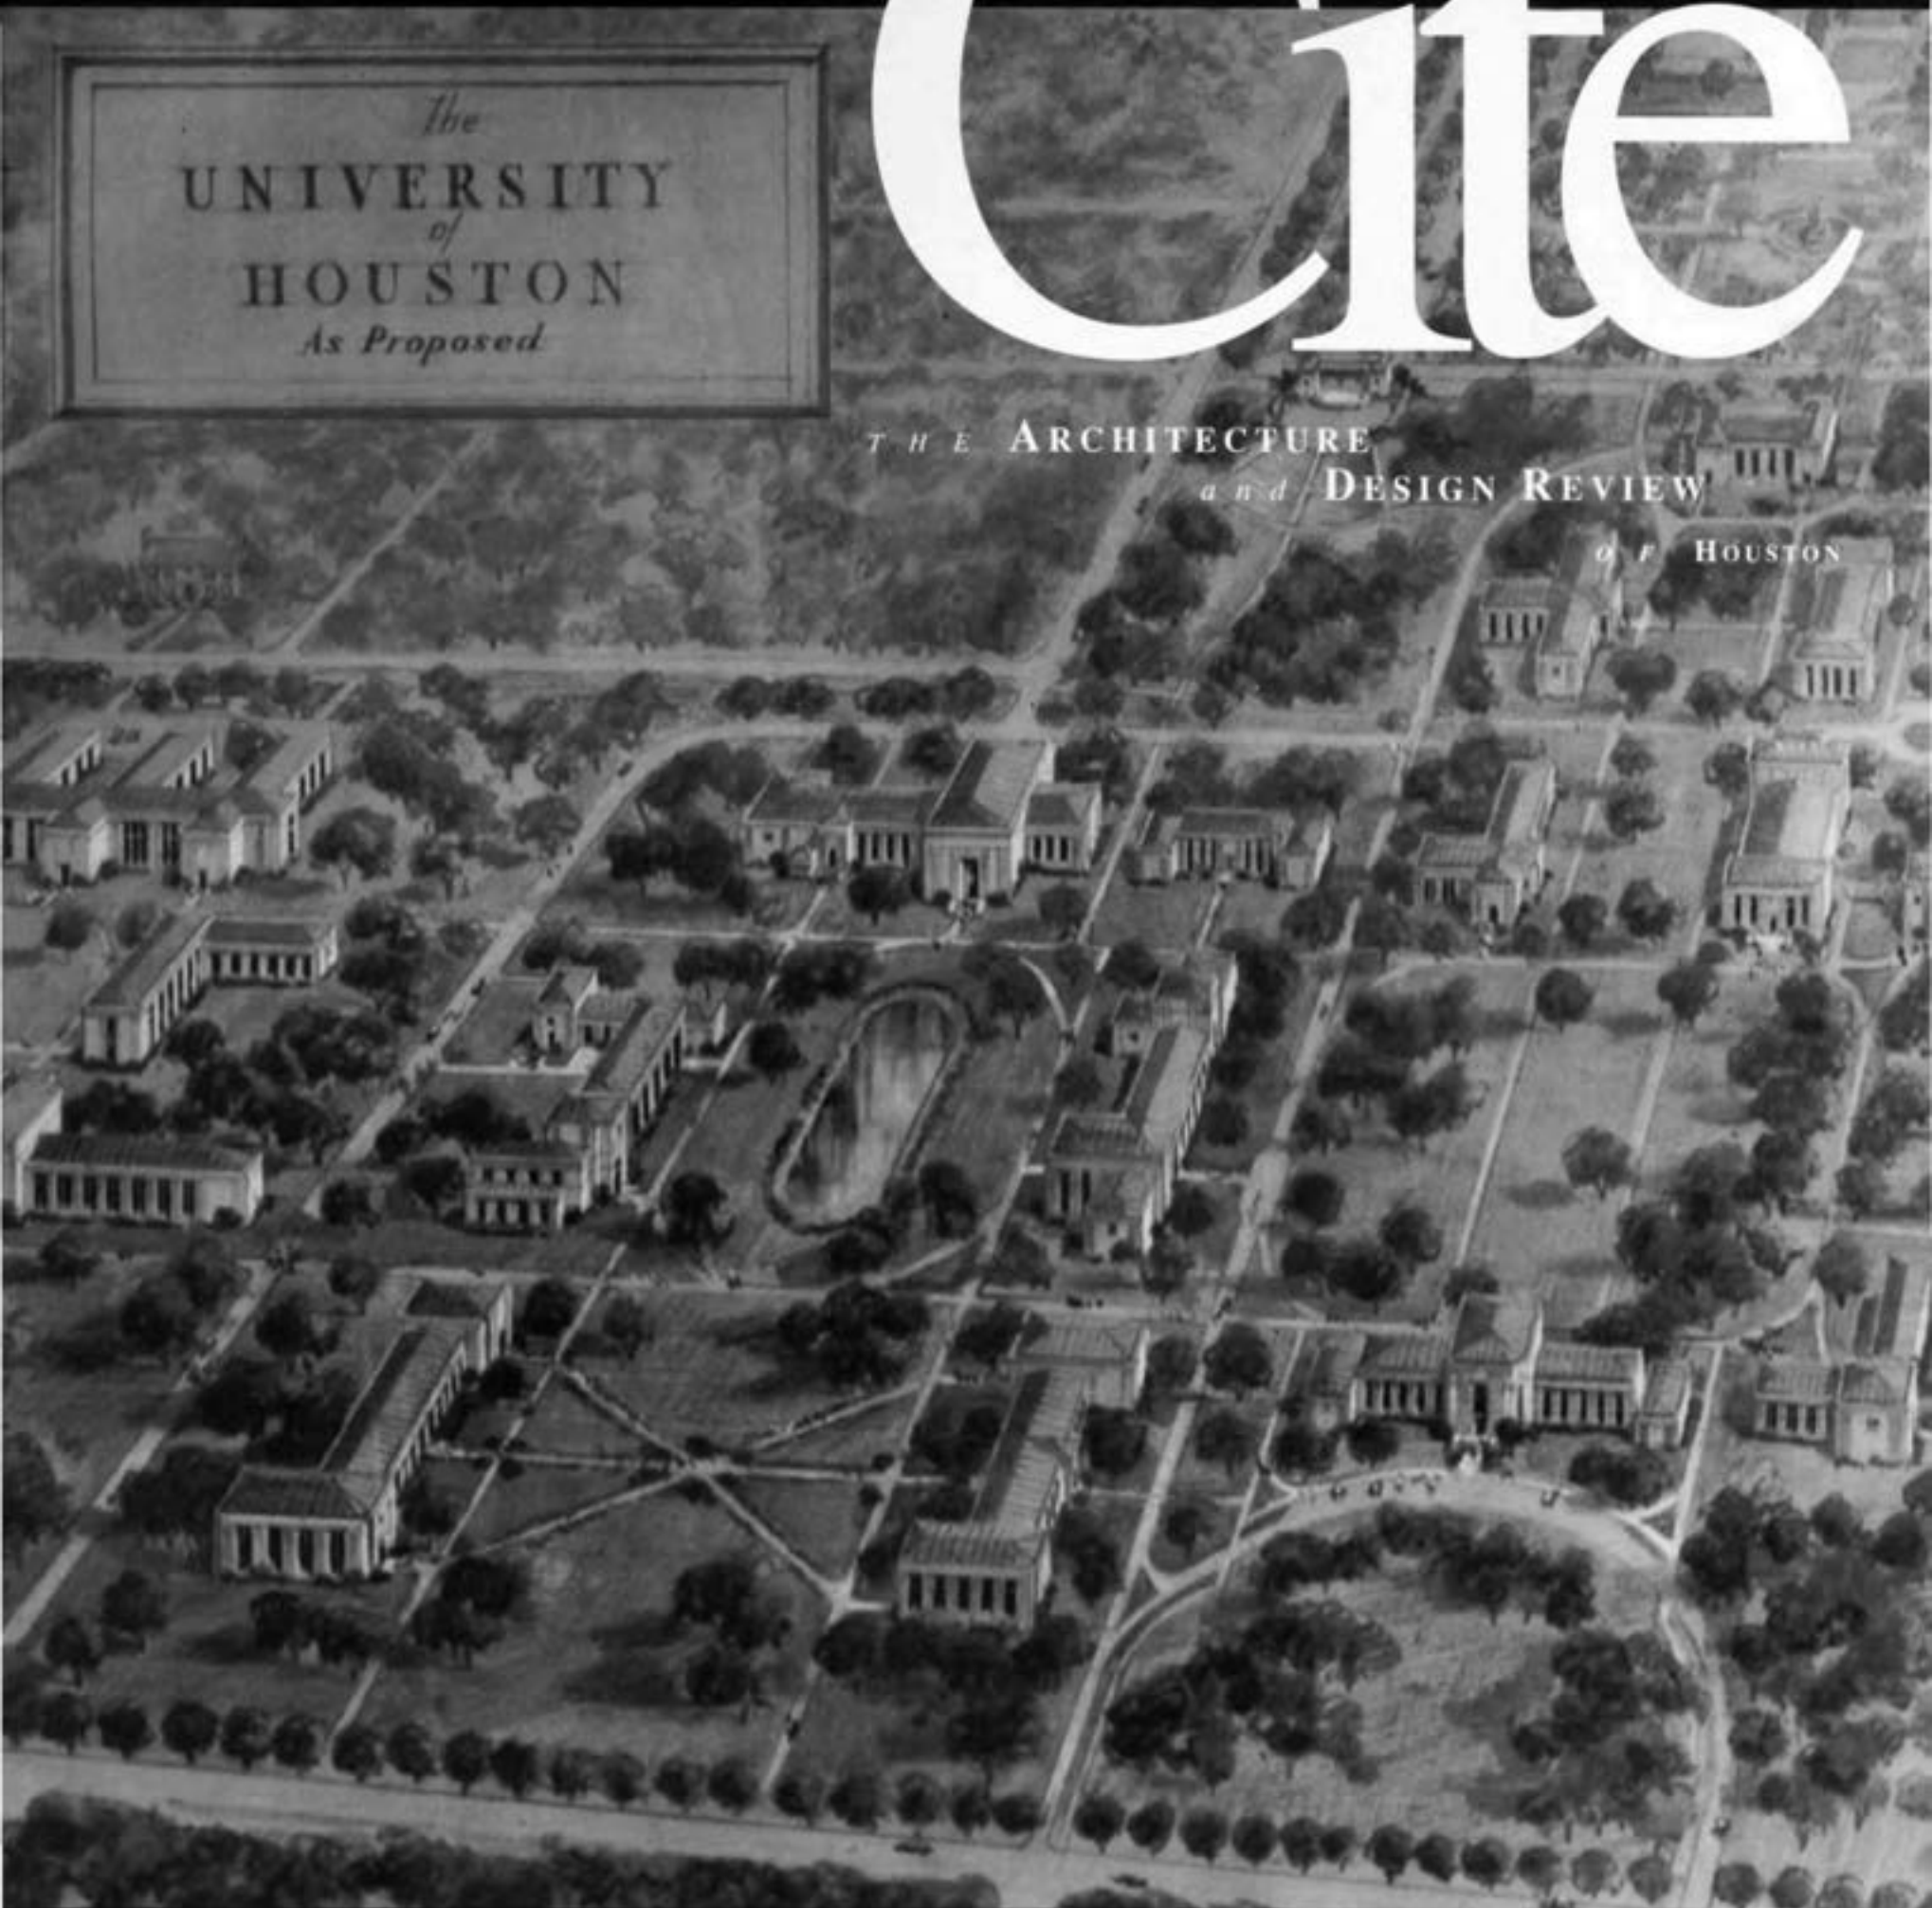 The
UNIVERSITY
of
HOUSTON
As Proposed
Cite
THE ARCHITECTURE
and DESIGN REVIEW
OF HOUSTON